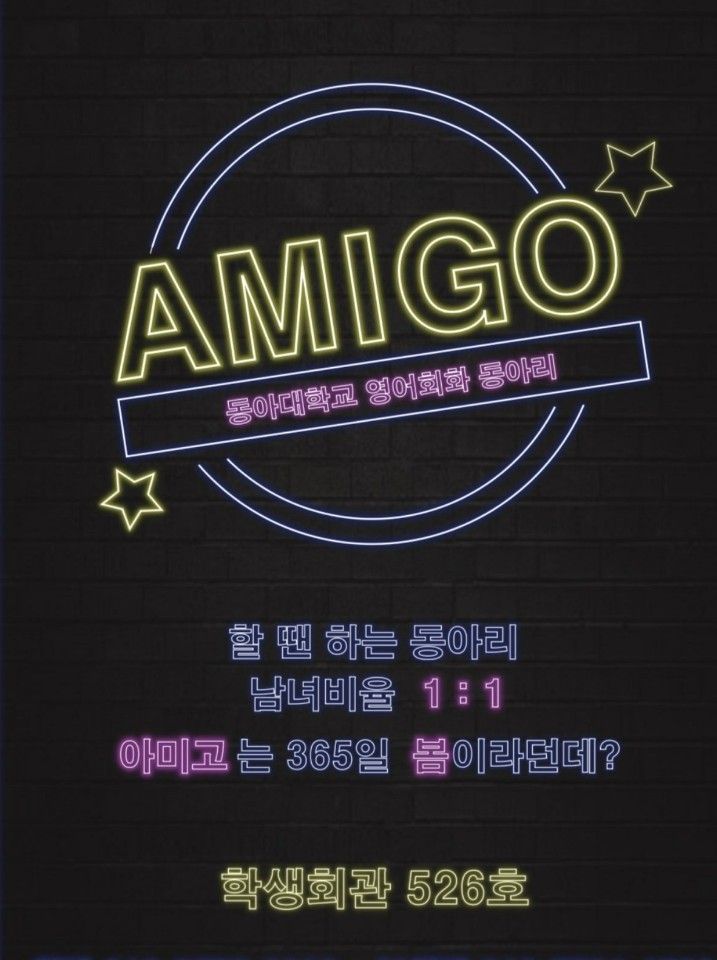 AMIGO
동아대학교 영어회화 동아리
할 땐 하는 동아리
남녀비율 1 : 1
아미고는 365일 봄이라던데?
학생회관 526호